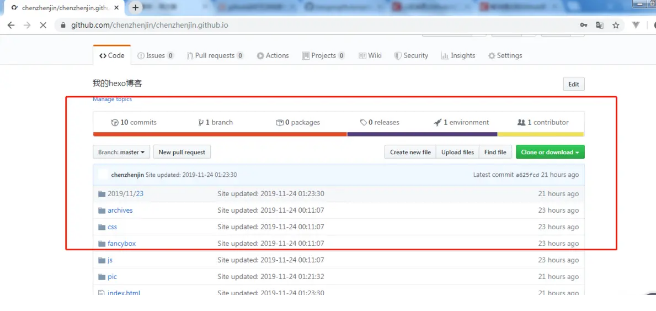 chenzhenjin/chenzhenjin.github
github.com/chenzhenjin/chenzhenjin.github.io
Code Issues 0 Pull requests 0 Actions Projects 0 Wiki Security Insights Settings
我的hexo博客 Edit
Manage topics
10 commits 1 branch 0 packages 0 releases 1 environment 1 contributor
Branch: master New pull request Create new file Upload files Find file Clone or download
chenzhenjin Site updated: 2019-11-24 01:23:30 Latest commit a625fcd 21 hours ago
2019/11/23 Site updated: 2019-11-24 01:23:30 21 hours ago
archives Site updated: 2019-11-24 00:11:07 23 hours ago
css Site updated: 2019-11-24 00:11:07 23 hours ago
fancybox Site updated: 2019-11-24 00:11:07 23 hours ago
js Site updated: 2019-11-24 00:11:07 23 hours ago
pic Site updated: 2019-11-24 01:21:32 21 hours ago
index.html Site updated: 2019-11-24 01:23:30 21 hours ago